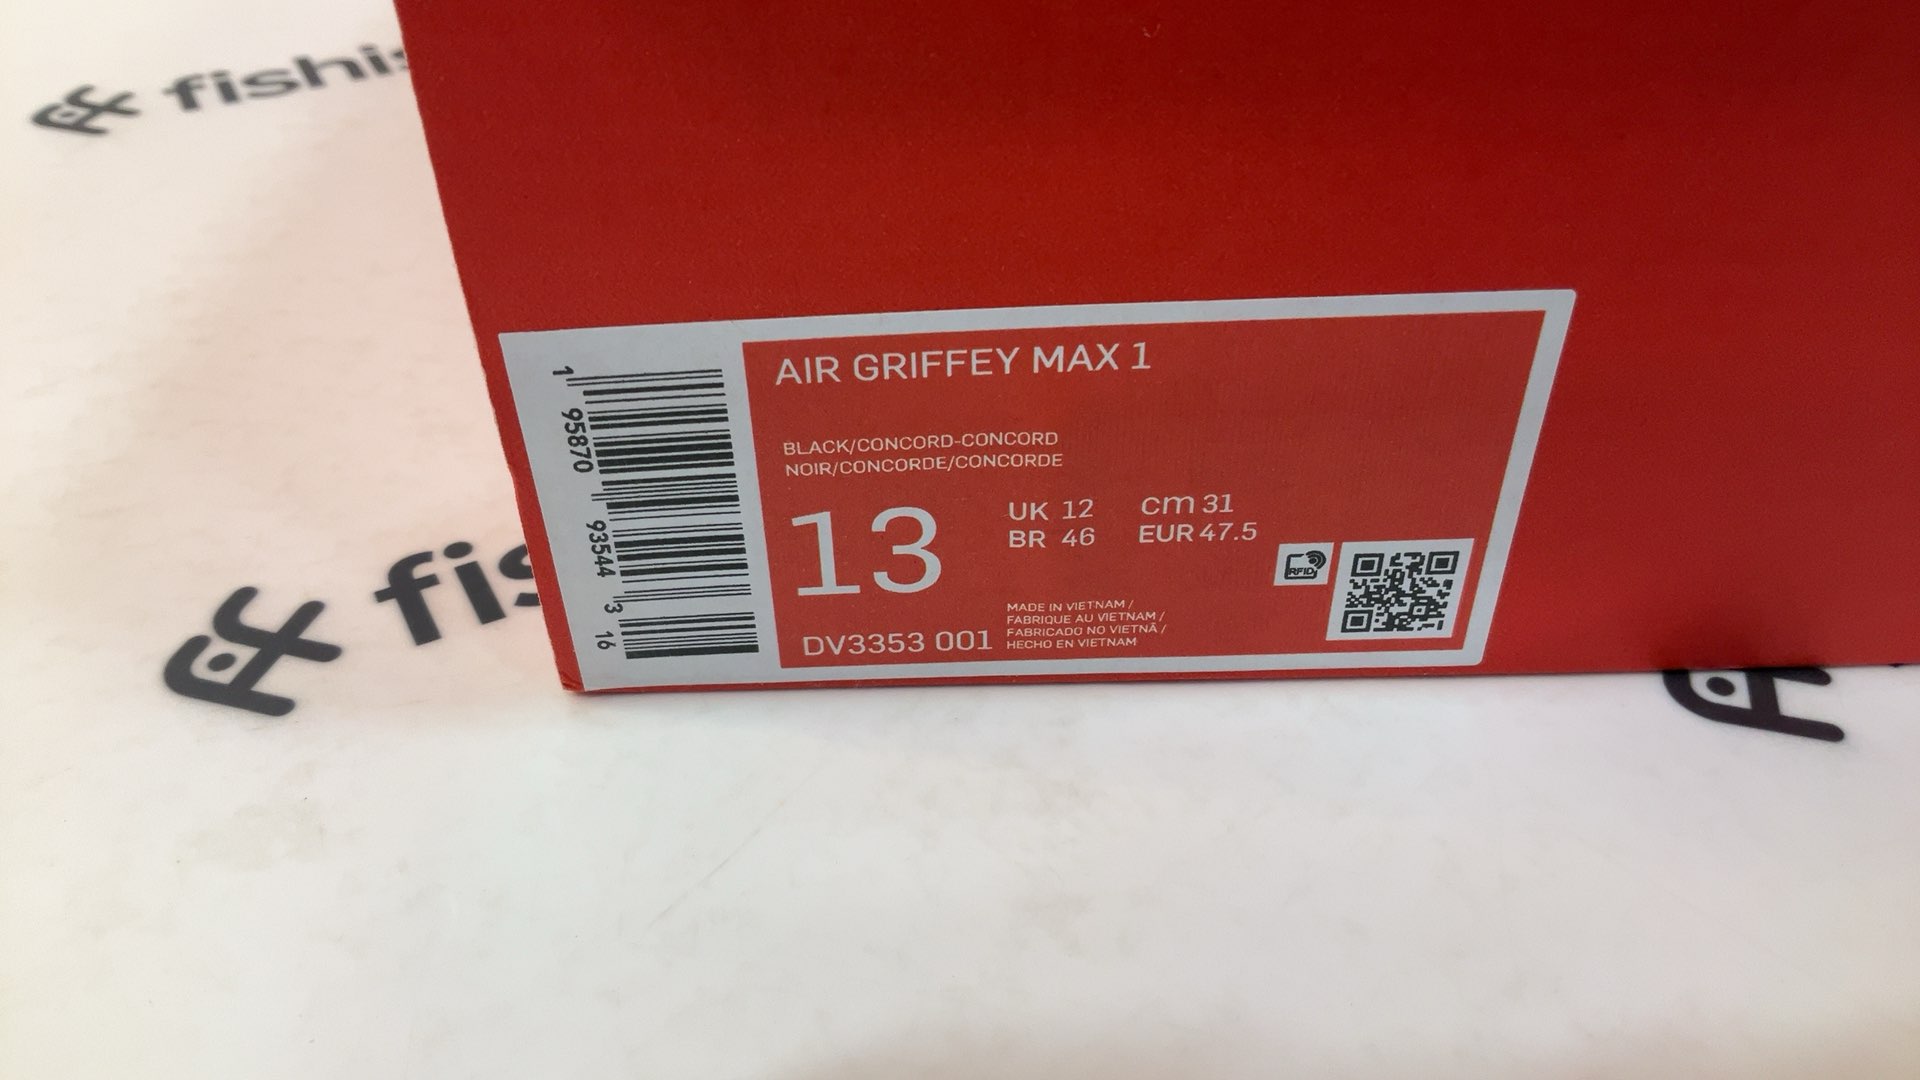 fishis
fis
AIR GRIFFEY MAX 1
BLACK/CONCORD-CONCORD
NOIR/CONCORDE/CONCORDE
13
UK 12 cm 31
BR 46 EUR 47.5
RFID
DV3353 001
MADE IN VIETNAM /
FABRIQUE AU VIETNAM /
FABRICADO NO VIETNÃ /
HECHO EN VIETNAM
1 95870 93544 3 16